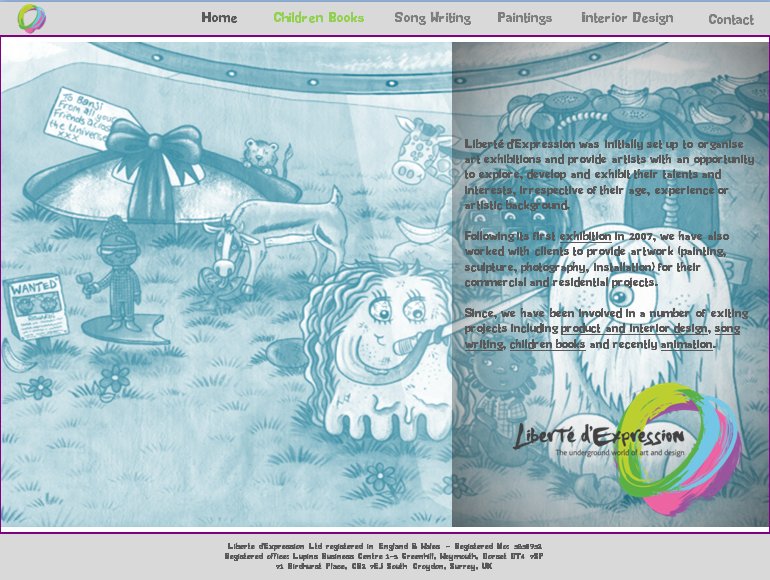 Home Children Books Song Writing Paintings Interior Design Contact
To Banji
From all your
Friends across
the Universe
xxx
WANTED
REWARD
Liberté d'Expression was initially set up to organise
art exhibitions and provide artists with an opportunity
to explore, develop and exhibit their talents and
interests, irrespective of their age, experience or
artistic background.
Following its first exhibition in 2007, we have also
worked with clients to provide artwork (painting,
sculpture, photography, installation) for their
commercial and residential projects.
Since, we have been involved in a number of exiting
projects including product and interior design, song
writing, children books and recently animation.
Liberté d'Expression
The underground world of art and design
Liberte d'Expression Ltd registered in England & Wales - Registered No:
Registered office: Lupins Business Centre 1-3 Greenhill, Weymouth, Dorset DT4 7SP
71 Birdhurst Place, CR2 7EJ South Croydon, Surrey, UK